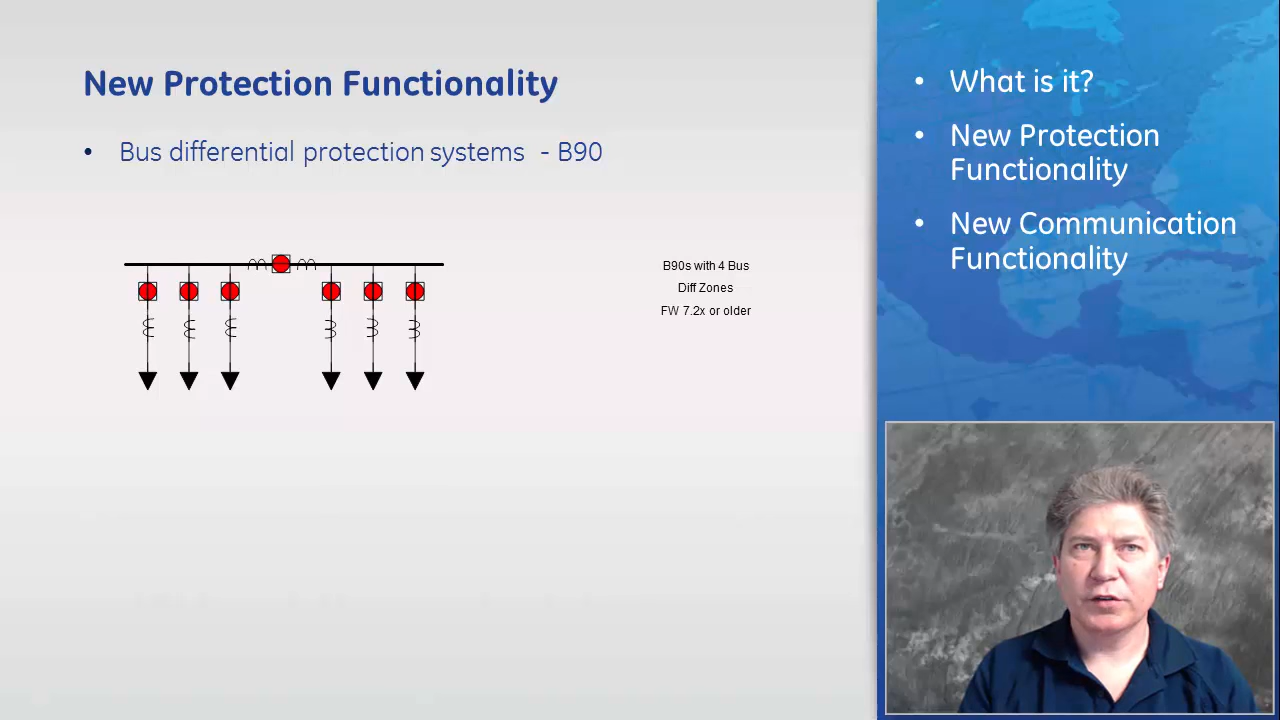 New Protection Functionality
• Bus differential protection systems - B90
B90s with 4 Bus
Diff Zones
FW 7.2x or older
• What is it?
• New Protection
Functionality
• New Communication
Functionality